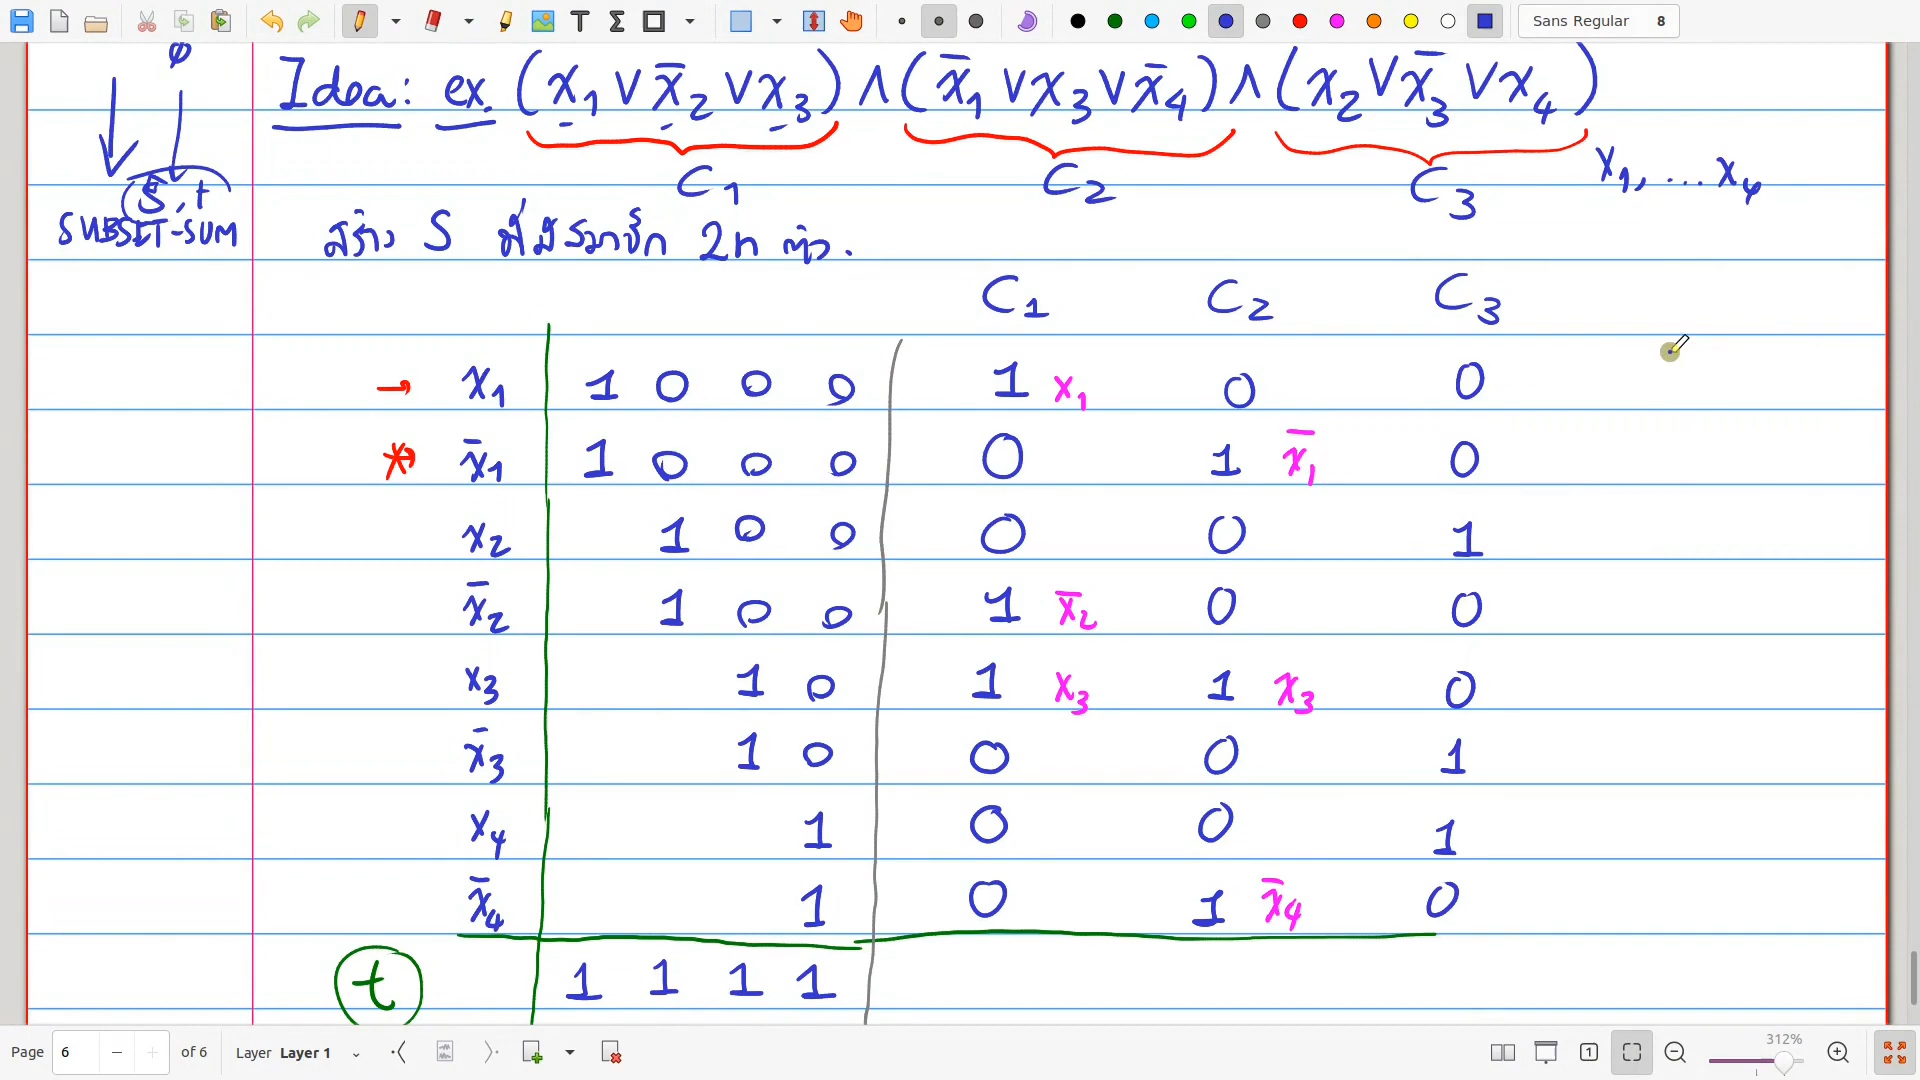 Sans Regular 8
φ
Idea: ex. (x₁ ∨ x̄₂ ∨ x₃) ∧ (x̄₁ ∨ x₃ ∨ x̄₄) ∧ (x₂ ∨ x̄₃ ∨ x₄)
C₁ C₂ C₃ x₁, ... x₄
S, t
SUBSET-SUM
สร้าง S ที่มีสมาชิก 2n ตัว.
C₁ C₂ C₃
→ x₁ 1 0 0 0 1 x₁ 0 0
x̄₁ 1 0 0 0 0 1 x̄₁ 0
x₂ 1 0 0 0 0 1
x̄₂ 1 0 0 1 x̄₂ 0 0
x₃ 1 0 1 x₃ 1 x₃ 0
x̄₃ 1 0 0 0 1
x₄ 1 0 0 1
x̄₄ 1 0 1 x̄₄ 0
t 1 1 1 1
Page 6 of 6 Layer Layer 1 312%